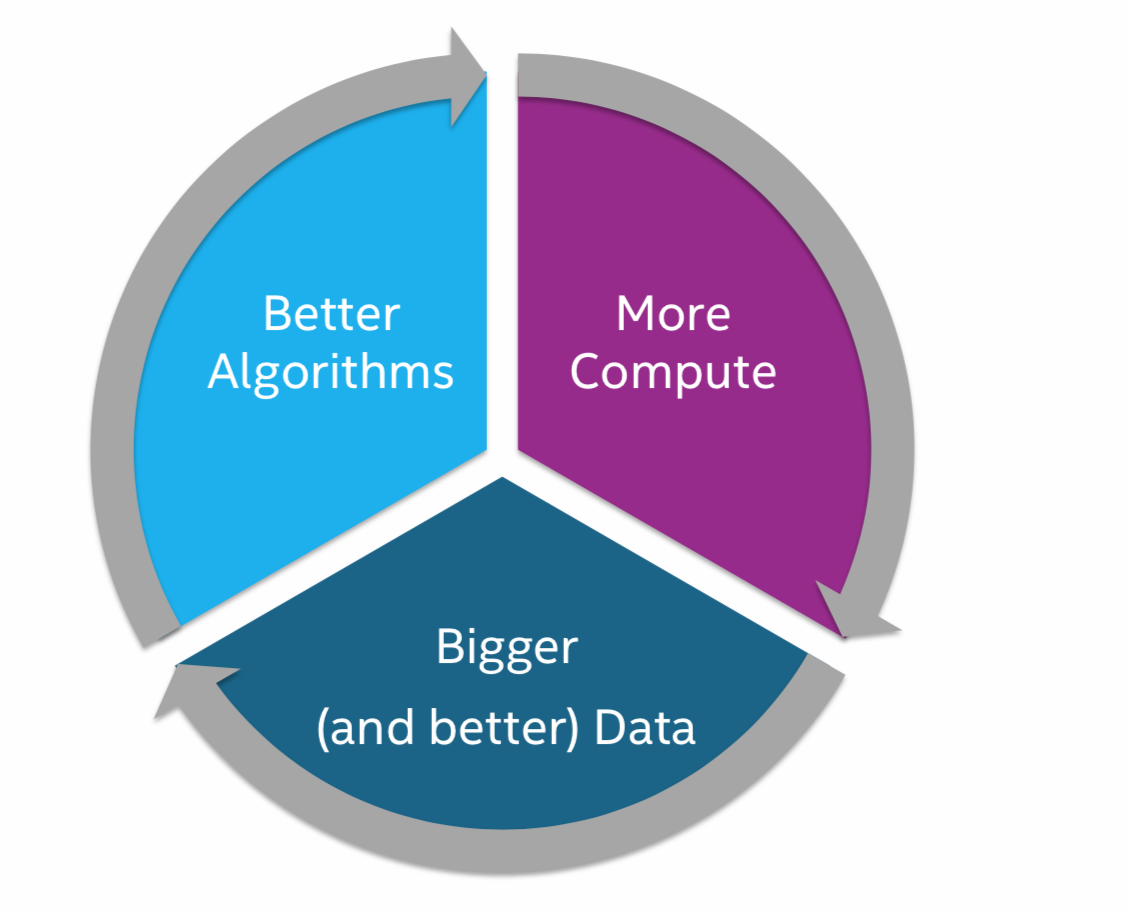 Better
Algorithms
More
Compute
Bigger
(and better) Data